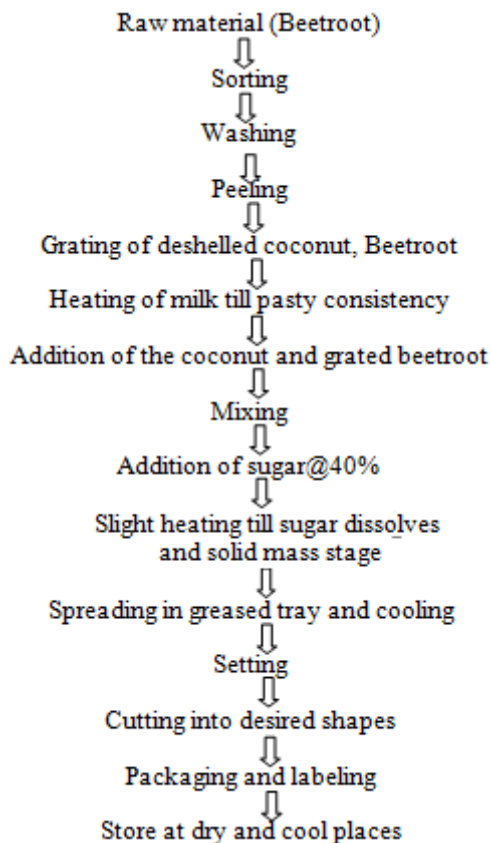 Raw material (Beetroot)
Sorting
Washing
Peeling
Grating of deshelled coconut, Beetroot
Heating of milk till pasty consistency
Addition of the coconut and grated beetroot
Mixing
Addition of sugar@40%
Slight heating till sugar dissolves
and solid mass stage
Spreading in greased tray and cooling
Setting
Cutting into desired shapes
Packaging and labeling
Store at dry and cool places